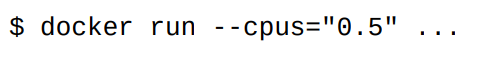 $ docker run --cpus="0.5" ...